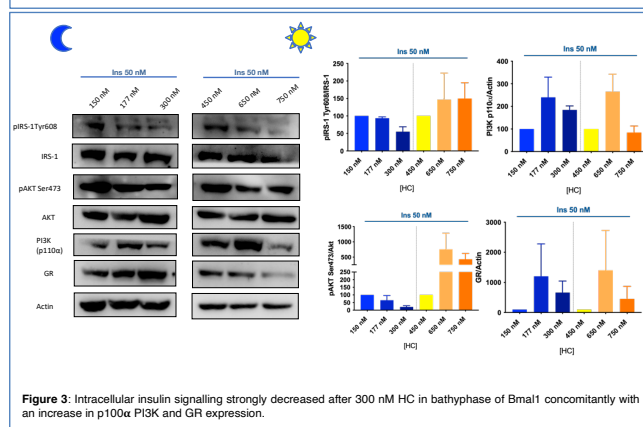 Ins 50 nM
Ins 50 nM
150 nM
177 nM
300 nM
450 nM
650 nM
750 nM
pIRS-1Tyr608
IRS-1
pAKT Ser473
AKT
PI3K
(p110α)
GR
Actin
Ins 50 nM
pIRS-1 Tyr608/IRS-1
250
200
150
100
50
0
150 nM
177 nM
300 nM
450 nM
650 nM
750 nM
[HC]
Ins 50 nM
PI3K p110α/Actin
400
300
200
100
0
150 nM
177 nM
300 nM
450 nM
650 nM
750 nM
[HC]
Ins 50 nM
pAKT Ser473/Akt
1500
1000
500
250
200
150
100
50
0
150 nM
177 nM
300 nM
450 nM
650 nM
750 nM
[HC]
Ins 50 nM
GR/Actin
3000
2000
1000
0
150 nM
177 nM
300 nM
450 nM
650 nM
750 nM
[HC]
Figure 3: Intracellular insulin signalling strongly decreased after 300 nM HC in bathyphase of Bmal1 concomitantly with
an increase in p100α PI3K and GR expression.